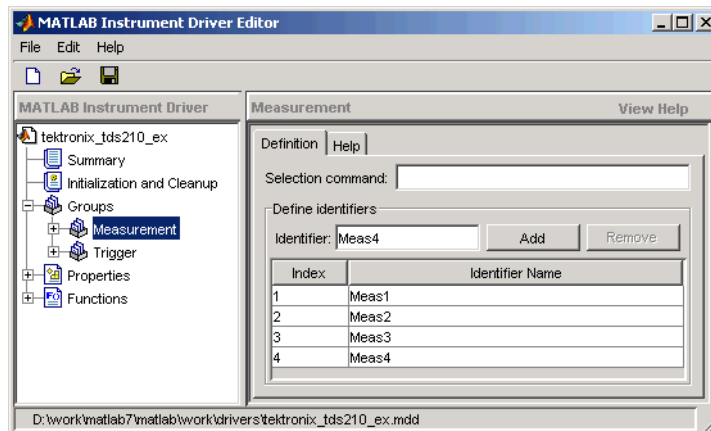 MATLAB Instrument Driver Editor
File Edit Help
MATLAB Instrument Driver
tektronix_tds210_ex
Summary
Initialization and Cleanup
Groups
Measurement
Trigger
Properties
Functions
Measurement View Help
Definition Help
Selection command:
Define identifiers
Identifier: Meas4 Add Remove
Index Identifier Name
1 Meas1
2 Meas2
3 Meas3
4 Meas4
D:\work\matlab7\matlab\work\drivers\tektronix_tds210_ex.mdd